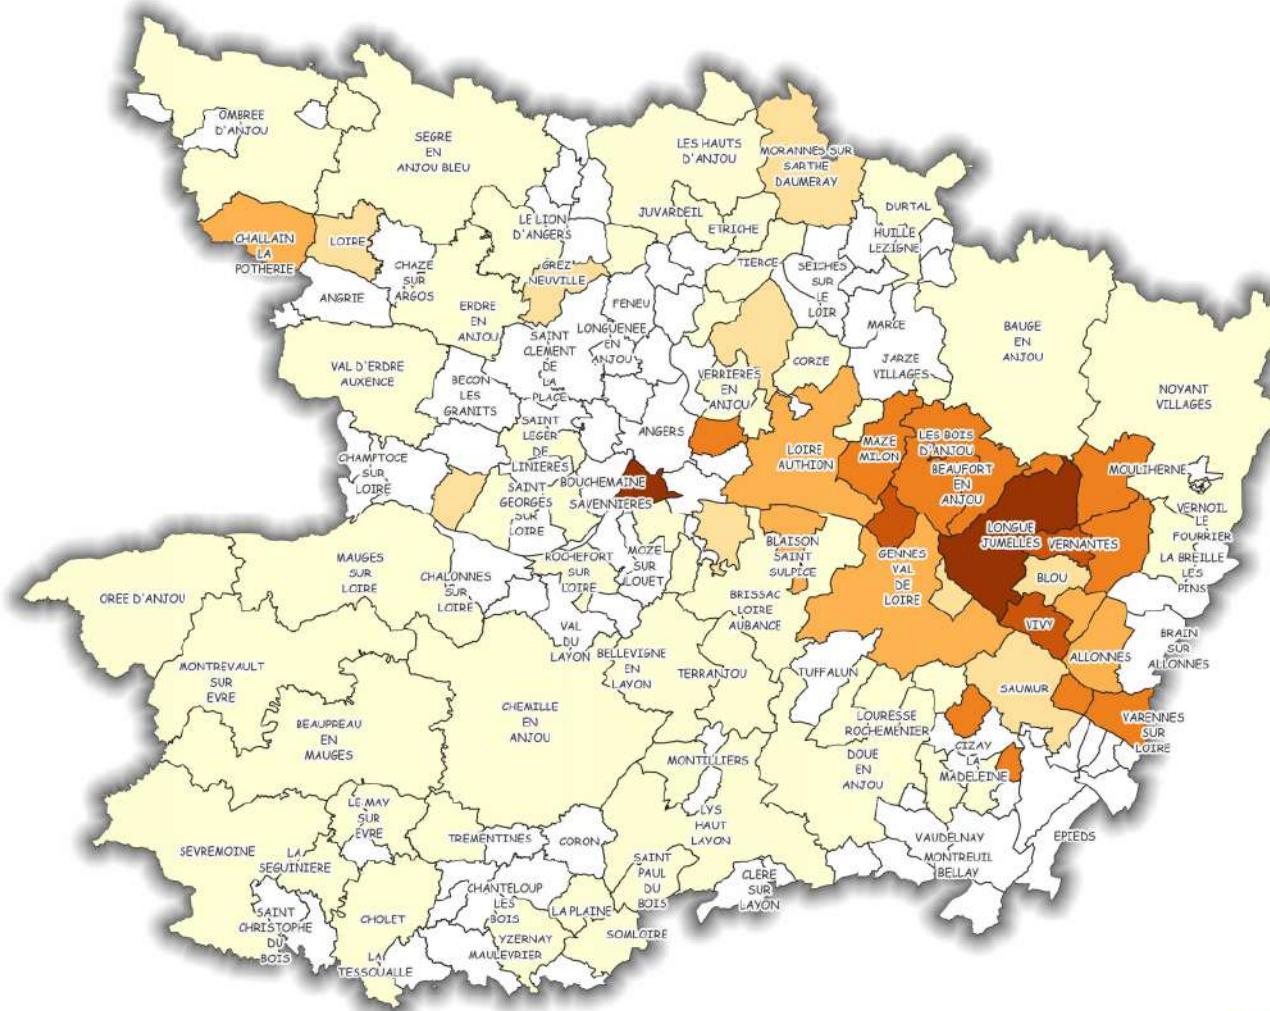 OMBREE
D'ANJOU
SEGRE
EN
ANJOU BLEU
LES HAUTS
D'ANJOU
MORANNES SUR
SARTHE
DAUMERAY
DURTAL
JUVARDEIL
ETRICHE
LE LION
D'ANGERS
HUILLE
LEZIGNE
CHALLAIN
LA
POTHERIE
LOIRE
CHAZE
SUR
ARGOS
GREZ
NEUVILLE
TIERCE
SEICHES
SUR
LE
LOIR
ANGRIE
ERDRE
EN
ANJOU
FENEU
LONGUENEE
EN
ANJOU
SAINT
CLEMENT
DE
LA
PLACE
MARCE
BAUGE
EN
ANJOU
VAL D'ERDRE
AUXENCE
BECON
LES
GRANITS
VERRIERES
EN
ANJOU
CORZE
JARZE
VILLAGES
NOYANT
VILLAGES
SAINT
LEGER
DE
LINIERES
ANGERS
LOIRE
AUTHION
MAZE
MILON
LES BOIS
D'ANJOU
BEAUFORT
EN
ANJOU
MOULIHERNE
CHAMPTOCE
SUR
LOIRE
SAINT
GEORGES
SUR
LOIRE
BOUCHEMAINE
SAVENNIERES
LONGUE
JUMELLES
VERNANTES
VERNOIL
LE
FOURRIER
LA BREILLE
LES
PINS
MAUGES
SUR
LOIRE
CHALONNES
SUR
LOIRE
ROCHEFORT
SUR
LOIRE
MOZE
SUR
LOUET
BLAISON
SAINT
SULPICE
GENNES
VAL
DE
LOIRE
BLOU
OREE D'ANJOU
BRISSAC
LOIRE
AUBANCE
VIVY
VAL
DU
LAYON
BELLEVIGNE
EN
LAYON
TERRANJOU
TUFFALUN
ALLONNES
BRAIN
SUR
ALLONNES
MONTREVAULT
SUR
EVRE
SAUMUR
BEAUPREAU
EN
MAUGES
CHEMILLE
EN
ANJOU
LOURESSE
ROCHEMENIER
VARENNES
SUR
LOIRE
MONTILLIERS
DOUE
EN
ANJOU
CIZAY
LA
MADELEINE
LE MAY
SUR
EVRE
TREMENTINES
CORON
LYS
HAUT
LAYON
VAUDELNAY
EPIEDS
SEVREMOINE
LA
SEGUINIERE
SAINT
PAUL
DU
BOIS
CLERE
SUR
LAYON
MONTREUIL
BELLAY
SAINT
CHRISTOPHE
DU
BOIS
CHOLET
CHANTELOUP
LES
BOIS
LA PLAINE
SOMLOIRE
YZERNAY
MAULEVRIER
LA
TESSOUALLE